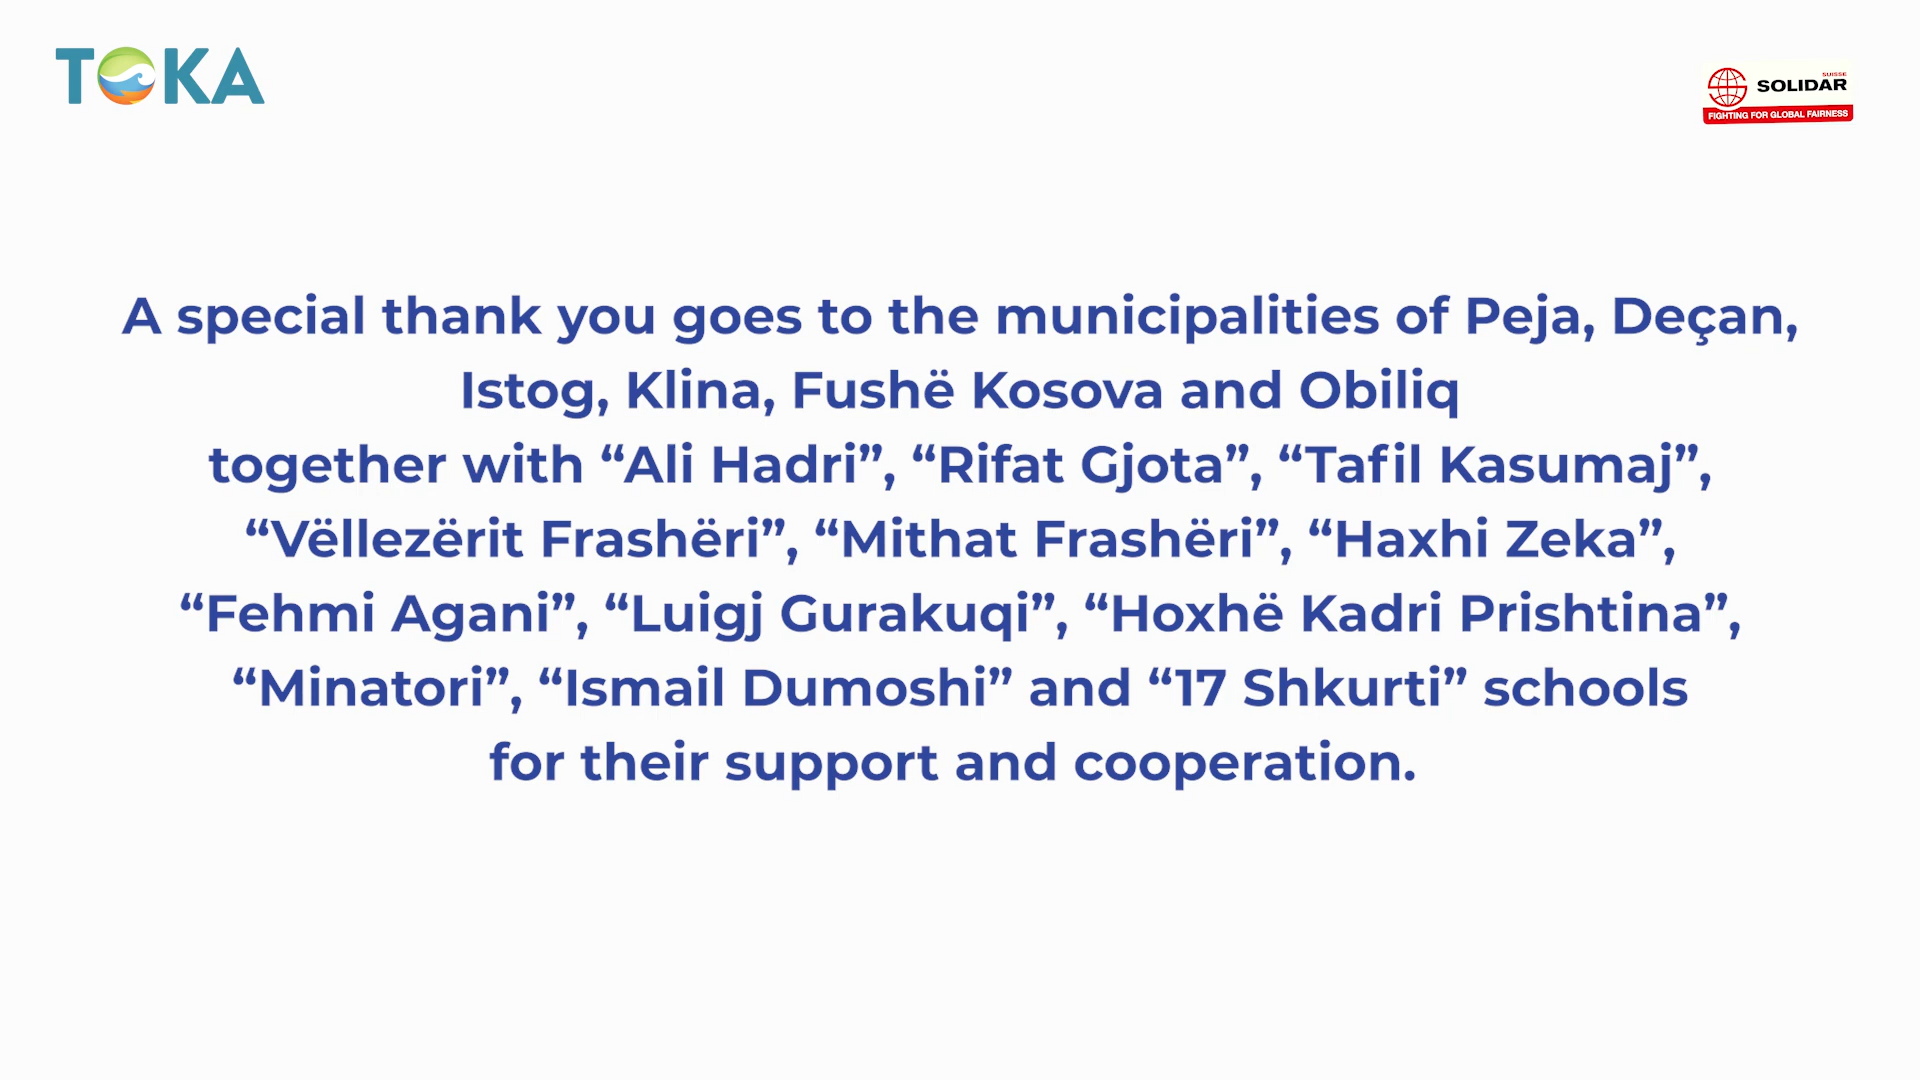 TOKA
SUISSE
SOLIDAR
FIGHTING FOR GLOBAL FAIRNESS
A special thank you goes to the municipalities of Peja, Deçan,
Istog, Klina, Fushë Kosova and Obiliq
together with “Ali Hadri”, “Rifat Gjota”, “Tafil Kasumaj”,
“Vëllezërit Frashëri”, “Mithat Frashëri”, “Haxhi Zeka”,
“Fehmi Agani”, “Luigj Gurakuqi”, “Hoxhë Kadri Prishtina”,
“Minatori”, “Ismail Dumoshi” and “17 Shkurti” schools
for their support and cooperation.